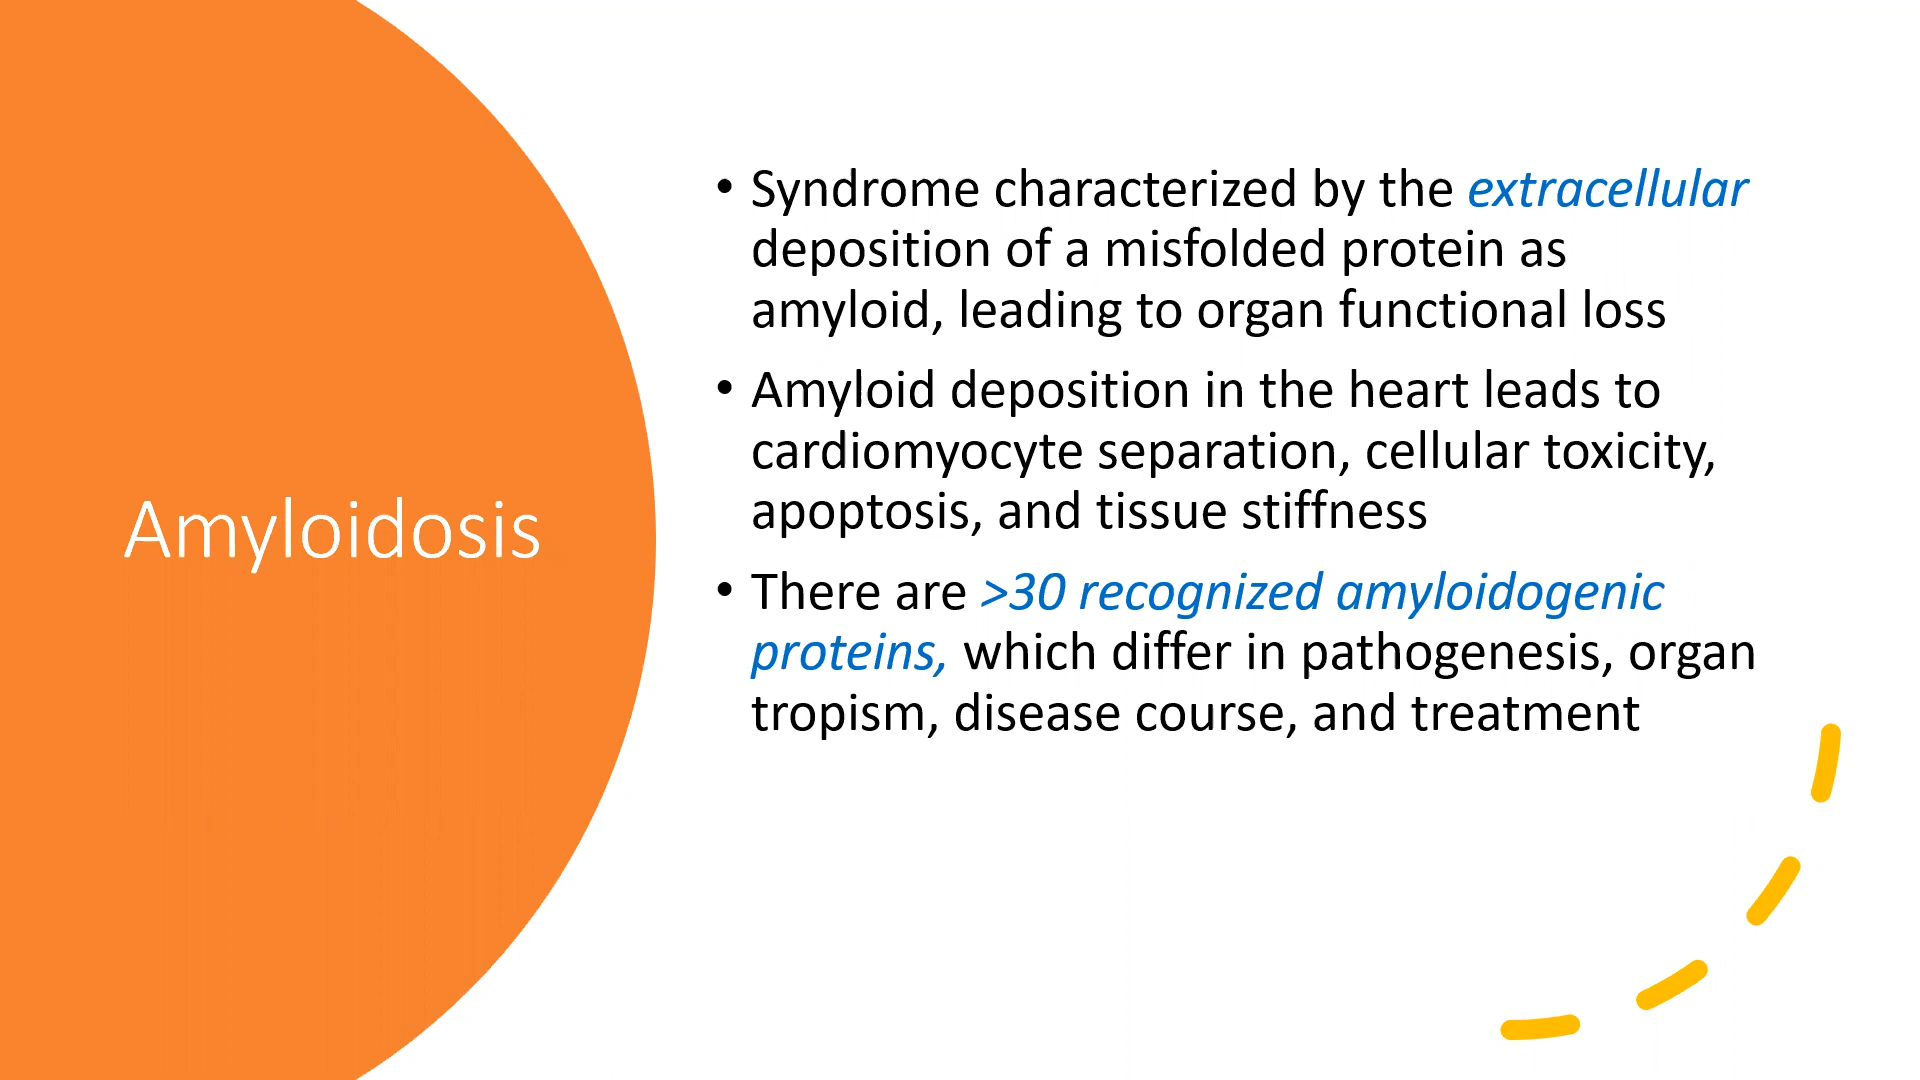 Amyloidosis
• Syndrome characterized by the extracellular
deposition of a misfolded protein as
amyloid, leading to organ functional loss
• Amyloid deposition in the heart leads to
cardiomyocyte separation, cellular toxicity,
apoptosis, and tissue stiffness
• There are >30 recognized amyloidogenic
proteins, which differ in pathogenesis, organ
tropism, disease course, and treatment